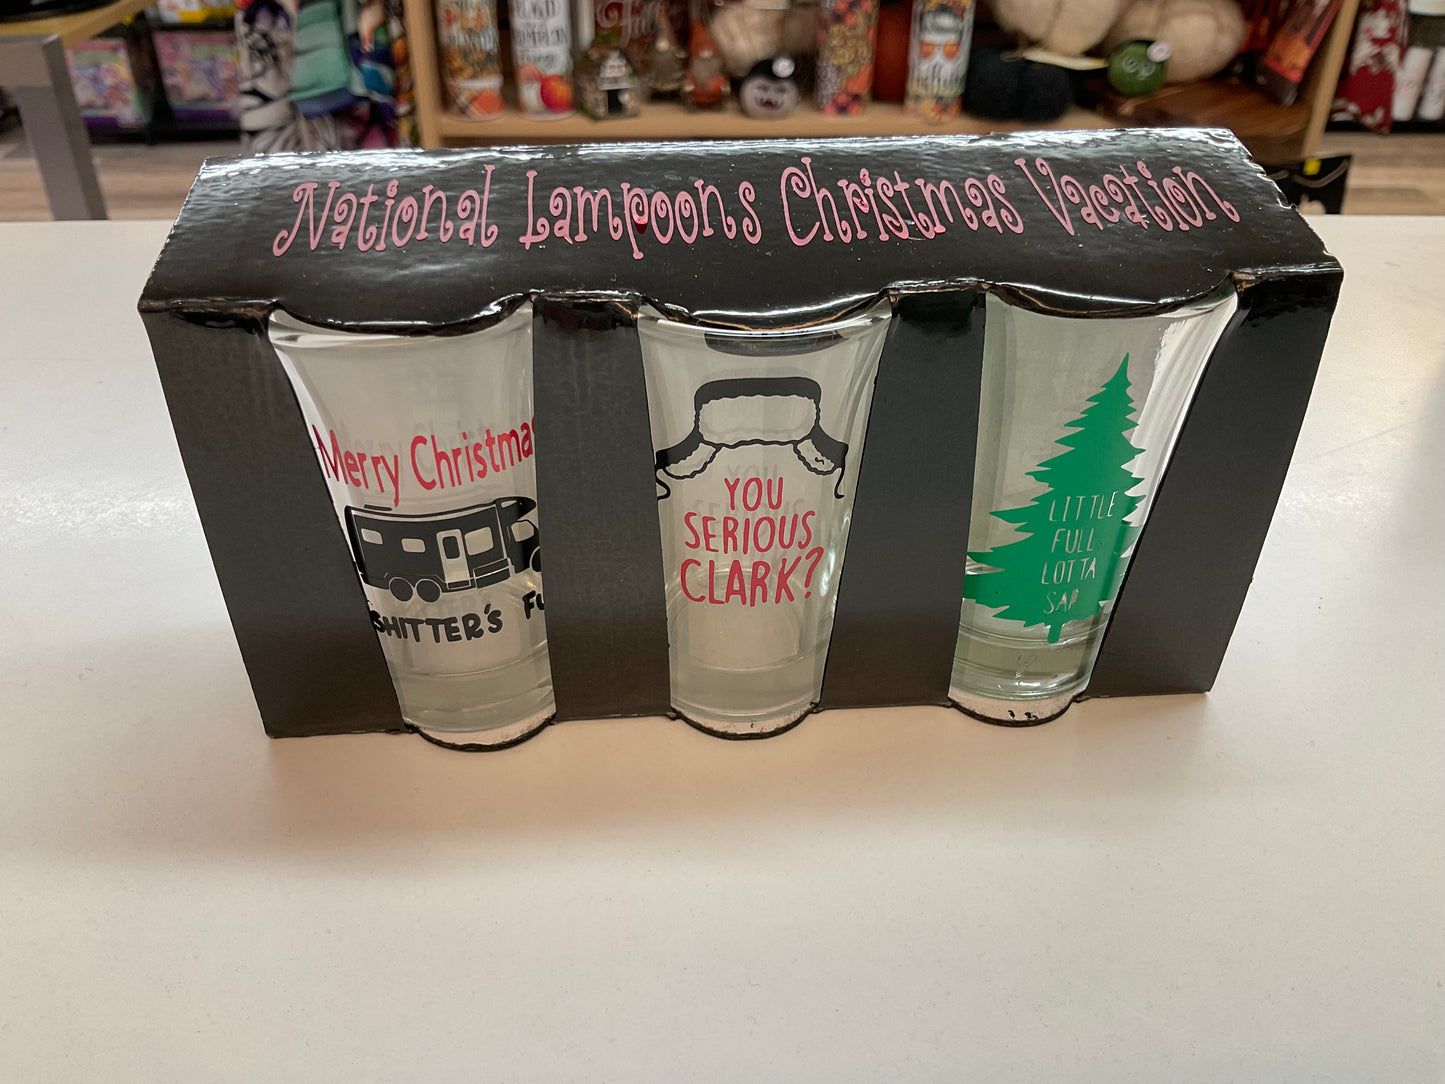 National Lampoons Christmas Vacation
Merry Christmas
SHITTER'S FU
YOU
SERIOUS
CLARK?
LITTLE
FULL
LOTTA
SAP